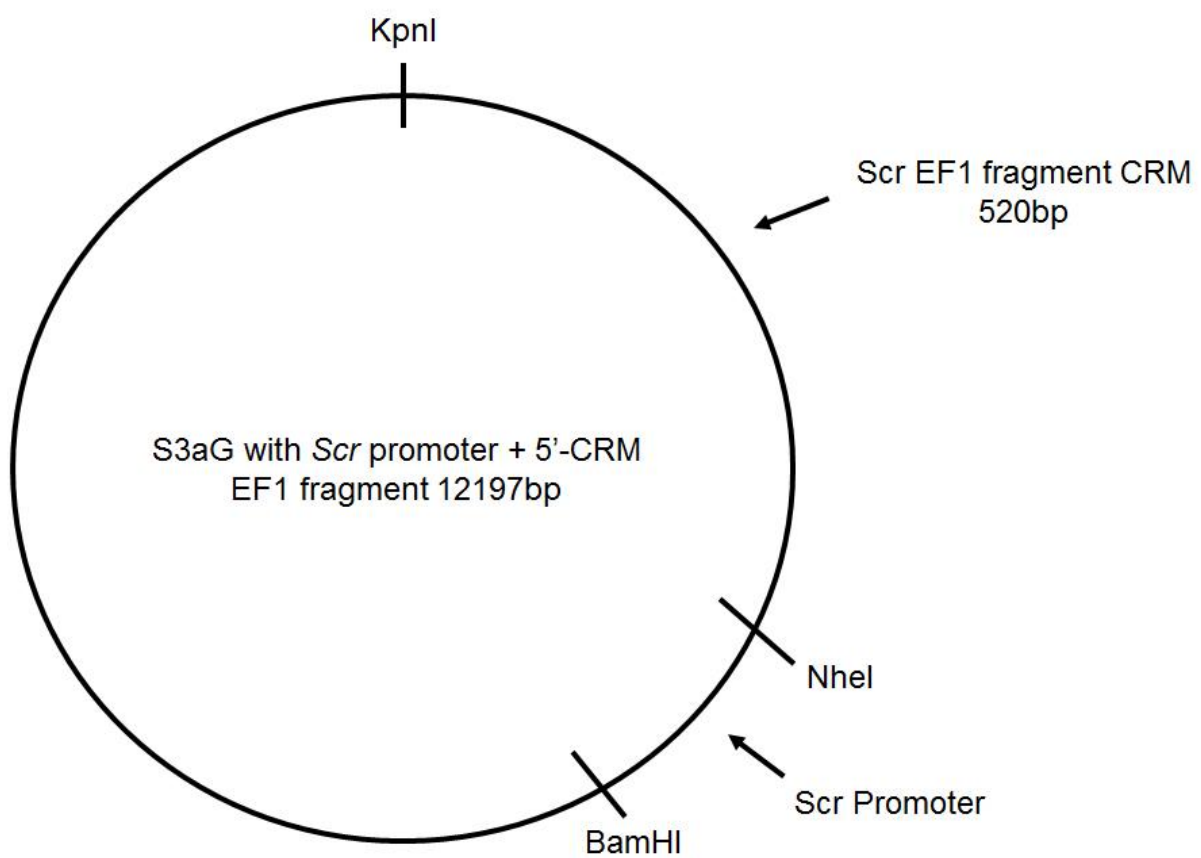 KpnI
Scr EF1 fragment CRM
520bp
S3aG with Scr promoter + 5’-CRM
EF1 fragment 12197bp
NheI
Scr Promoter
BamHI